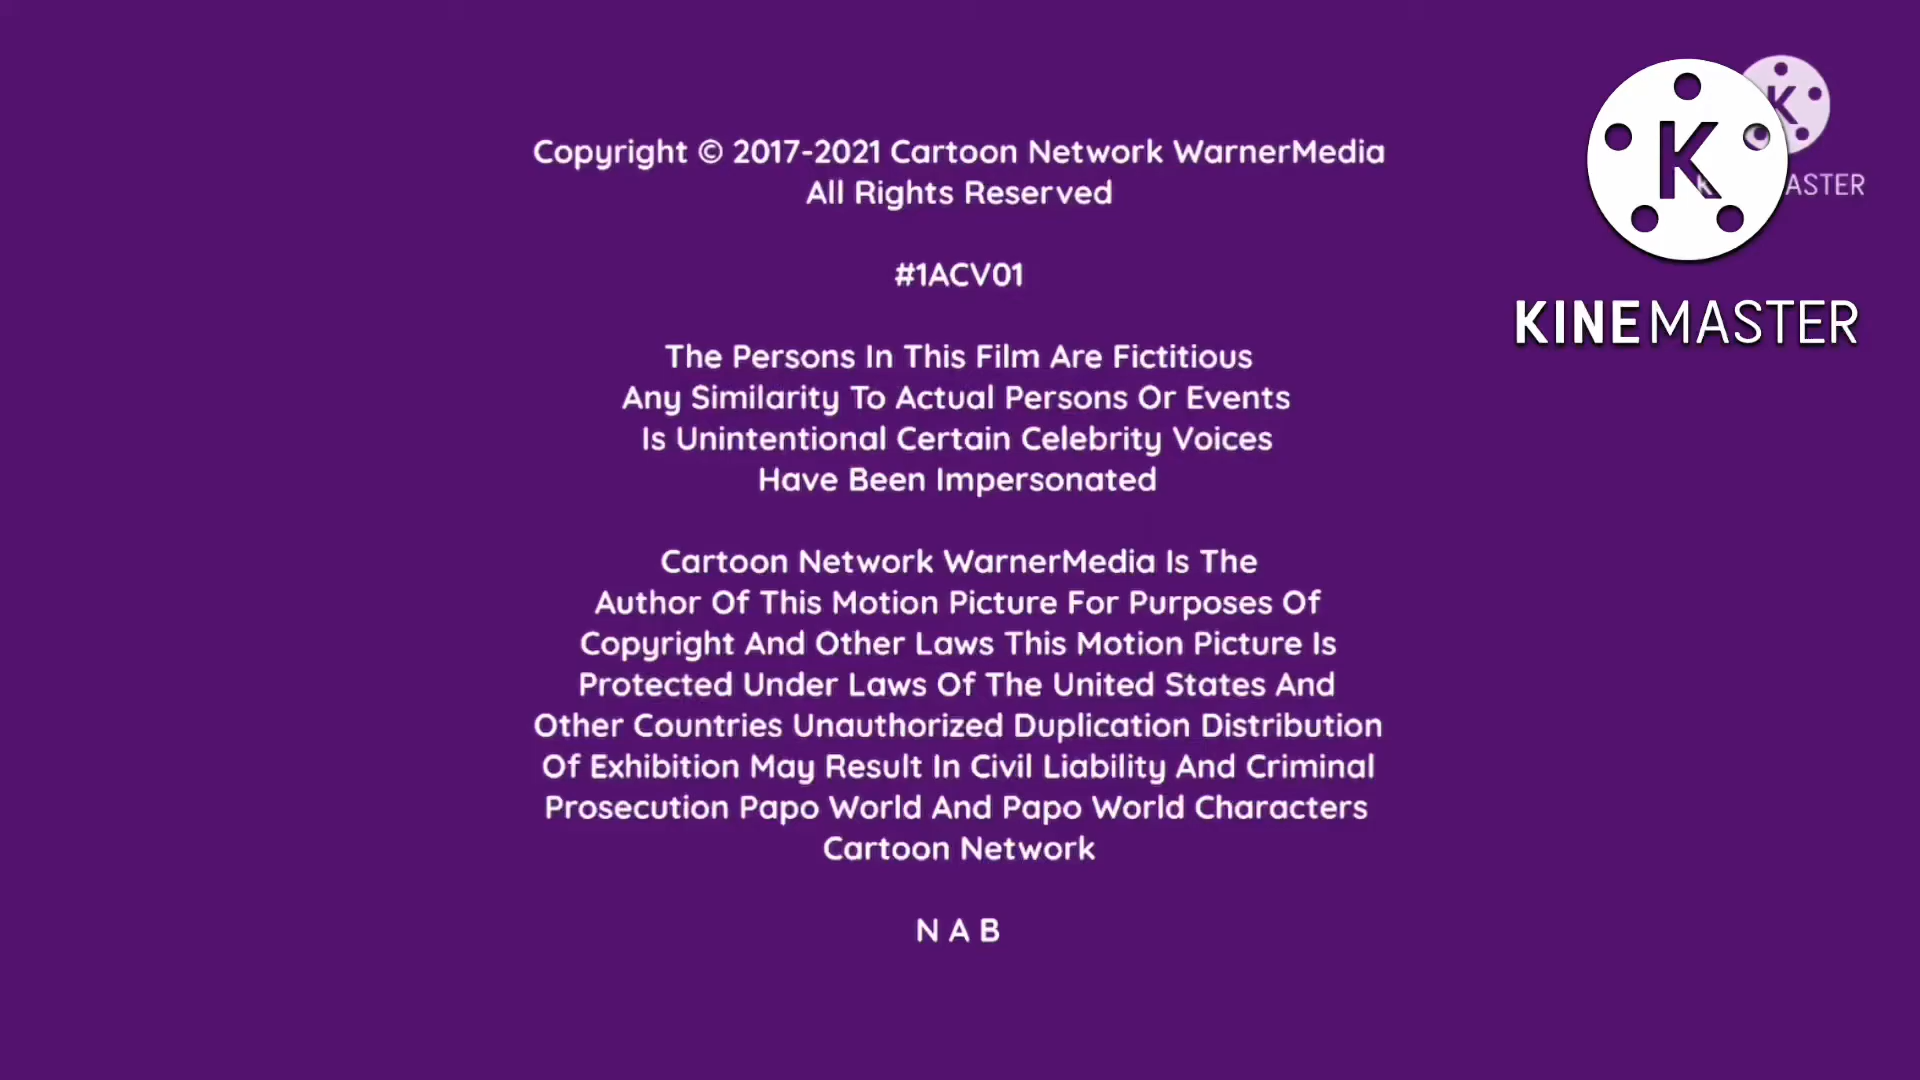 Copyright © 2017-2021 Cartoon Network WarnerMedia
All Rights Reserved
#1ACV01
The Persons In This Film Are Fictitious
Any Similarity To Actual Persons Or Events
Is Unintentional Certain Celebrity Voices
Have Been Impersonated
Cartoon Network WarnerMedia Is The
Author Of This Motion Picture For Purposes Of
Copyright And Other Laws This Motion Picture Is
Protected Under Laws Of The United States And
Other Countries Unauthorized Duplication Distribution
Of Exhibition May Result In Civil Liability And Criminal
Prosecution Papo World And Papo World Characters
Cartoon Network
N A B
K
KINEMASTER
K
ASTER